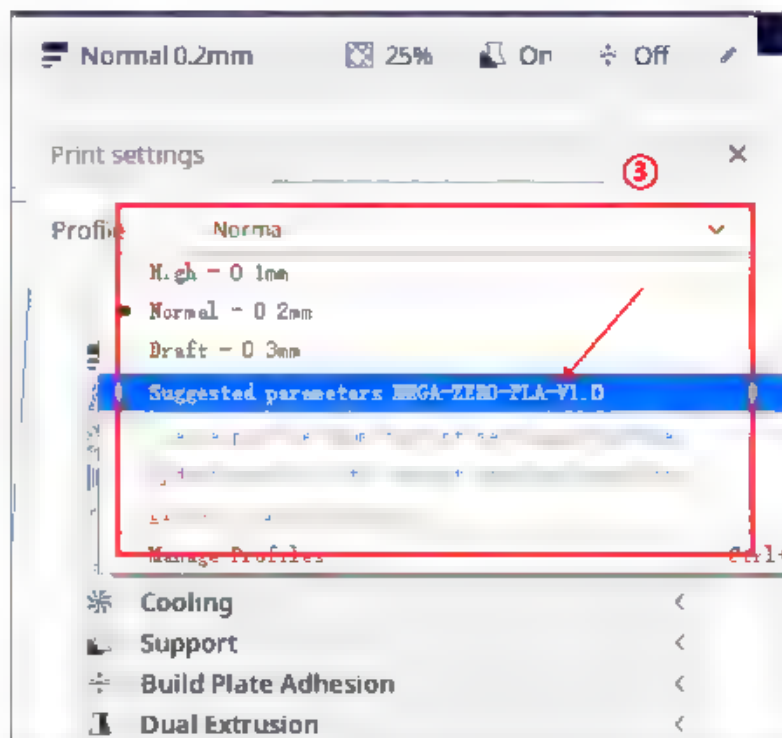 Normal 0.2mm 25% On Off
Print settings
③
Profile Norma
High - 0 1mm
Normal - 0 2mm
Draft - 0 3mm
Suggested parameters MEGA-ZERO-PLA-V1.0
Manage Profiles Ctrl+
Cooling
Support
Build Plate Adhesion
Dual Extrusion